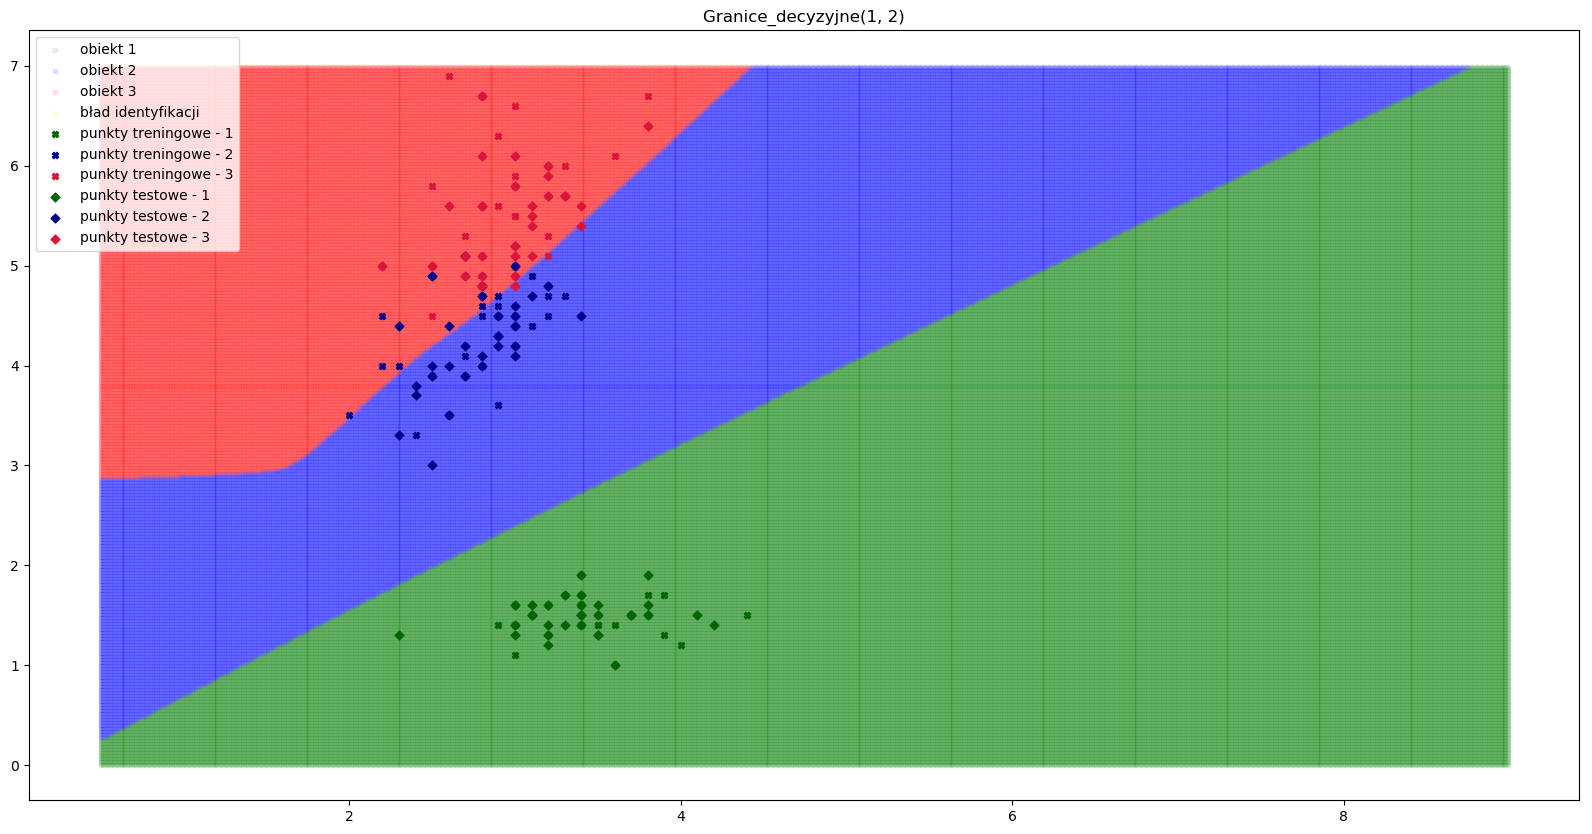 Granice_decyzyjne(1, 2)
obiekt 1
obiekt 2
obiekt 3
bład identyfikacji
punkty treningowe - 1
punkty treningowe - 2
punkty treningowe - 3
punkty testowe - 1
punkty testowe - 2
punkty testowe - 3
7
6
5
4
3
2
1
0
2 4 6 8